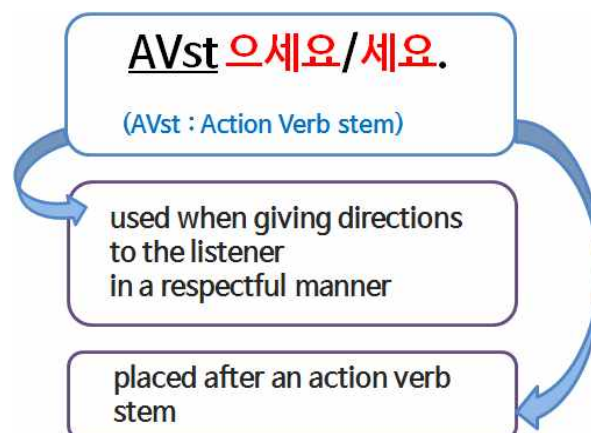 AVst 으세요/세요.
(AVst : Action Verb stem)
used when giving directions
to the listener
in a respectful manner
placed after an action verb
stem